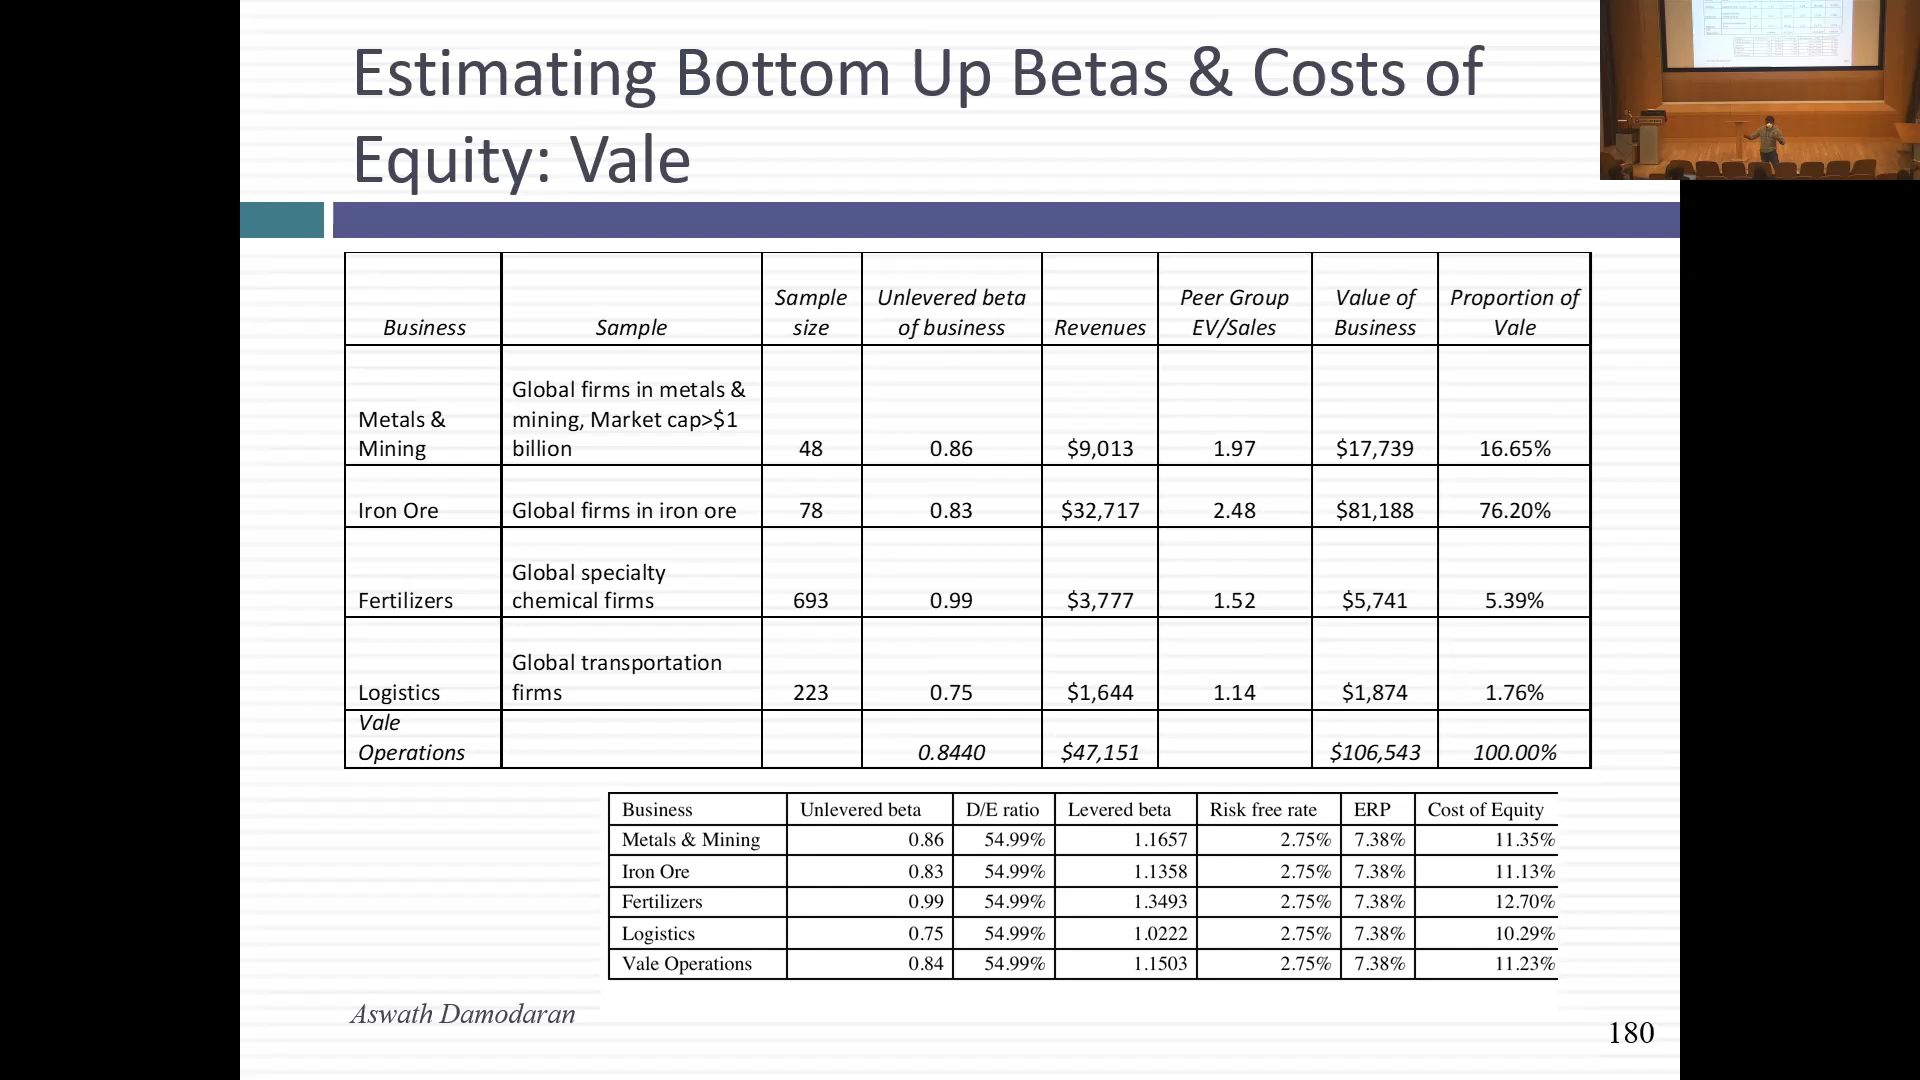 Estimating Bottom Up Betas & Costs of
Equity: Vale
Business Sample Sample size Unlevered beta of business Revenues Peer Group EV/Sales Value of Business Proportion of Vale
Metals & Mining Global firms in metals & mining, Market cap>$1 billion 48 0.86 $9,013 1.97 $17,739 16.65%
Iron Ore Global firms in iron ore 78 0.83 $32,717 2.48 $81,188 76.20%
Fertilizers Global specialty chemical firms 693 0.99 $3,777 1.52 $5,741 5.39%
Logistics Global transportation firms 223 0.75 $1,644 1.14 $1,874 1.76%
Vale Operations 0.8440 $47,151 $106,543 100.00%
Business Unlevered beta D/E ratio Levered beta Risk free rate ERP Cost of Equity
Metals & Mining 0.86 54.99% 1.1657 2.75% 7.38% 11.35%
Iron Ore 0.83 54.99% 1.1358 2.75% 7.38% 11.13%
Fertilizers 0.99 54.99% 1.3493 2.75% 7.38% 12.70%
Logistics 0.75 54.99% 1.0222 2.75% 7.38% 10.29%
Vale Operations 0.84 54.99% 1.1503 2.75% 7.38% 11.23%
Aswath Damodaran
180